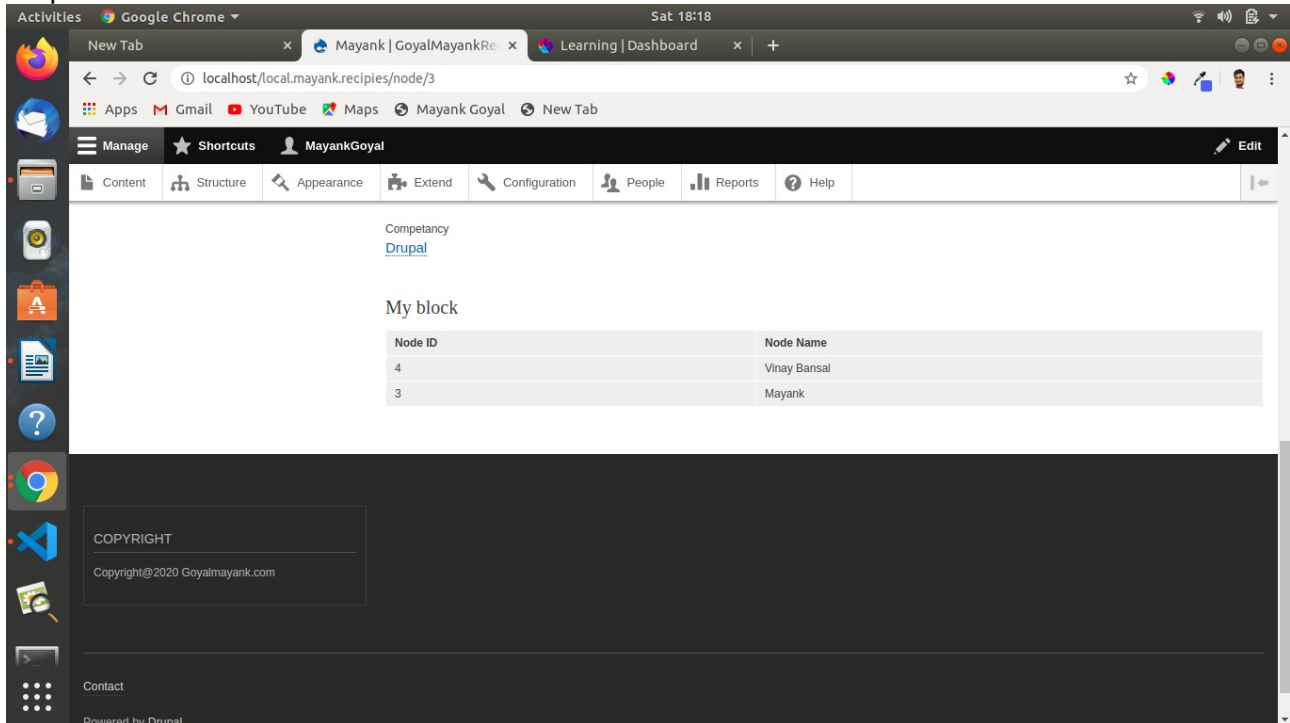 Activities Google Chrome Sat 18:18
New Tab Mayank | GoyalMayankRec Learning | Dashboard
localhost/local.mayank.recipies/node/3
Apps Gmail YouTube Maps Mayank Goyal New Tab
Manage Shortcuts MayankGoyal Edit
Content Structure Appearance Extend Configuration People Reports Help
Competancy
Drupal
My block
Node ID Node Name
4 Vinay Bansal
3 Mayank
COPYRIGHT
Copyright@2020 Goyalmayank.com
Contact
Powered by Drupal